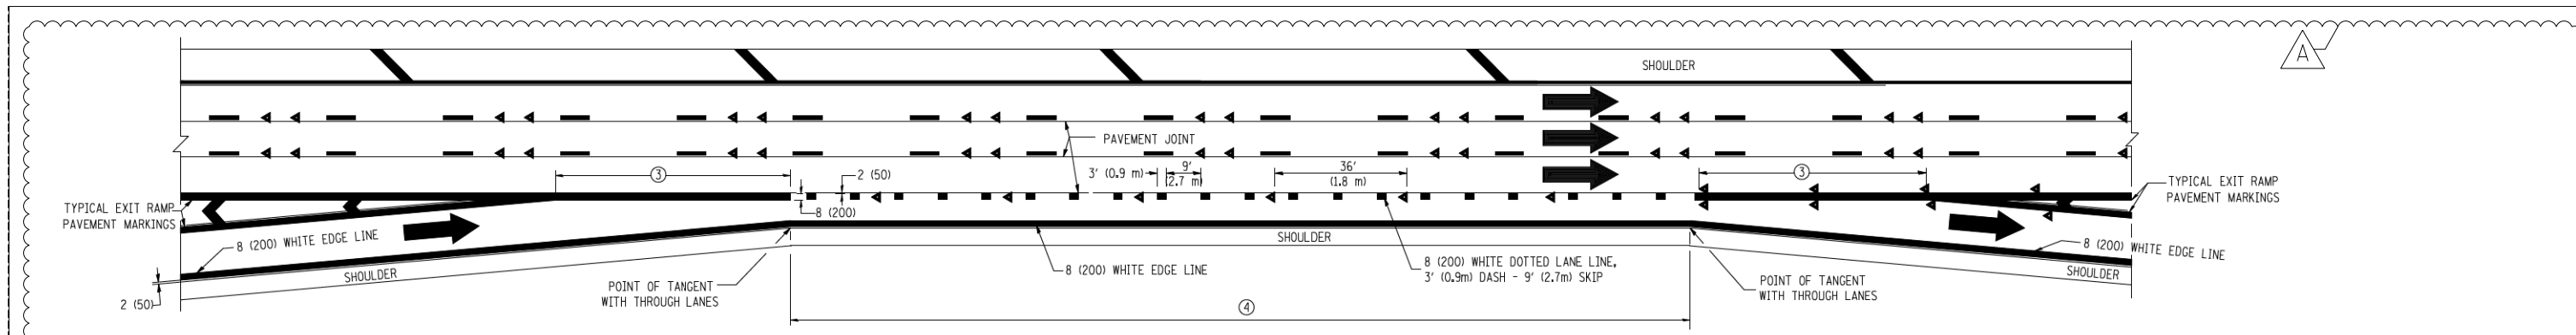 A
SHOULDER
PAVEMENT JOINT
3
2 (50)
3' (0.9 m)
9'
(2.7 m)
36'
(1.8 m)
3
TYPICAL EXIT RAMP
PAVEMENT MARKINGS
8 (200)
TYPICAL EXIT RAMP
PAVEMENT MARKINGS
8 (200) WHITE EDGE LINE
SHOULDER
8 (200) WHITE EDGE LINE
SHOULDER
2 (50)
POINT OF TANGENT
WITH THROUGH LANES
8 (200) WHITE EDGE LINE
8 (200) WHITE DOTTED LANE LINE,
3' (0.9m) DASH - 9' (2.7m) SKIP
POINT OF TANGENT
WITH THROUGH LANES
SHOULDER
4